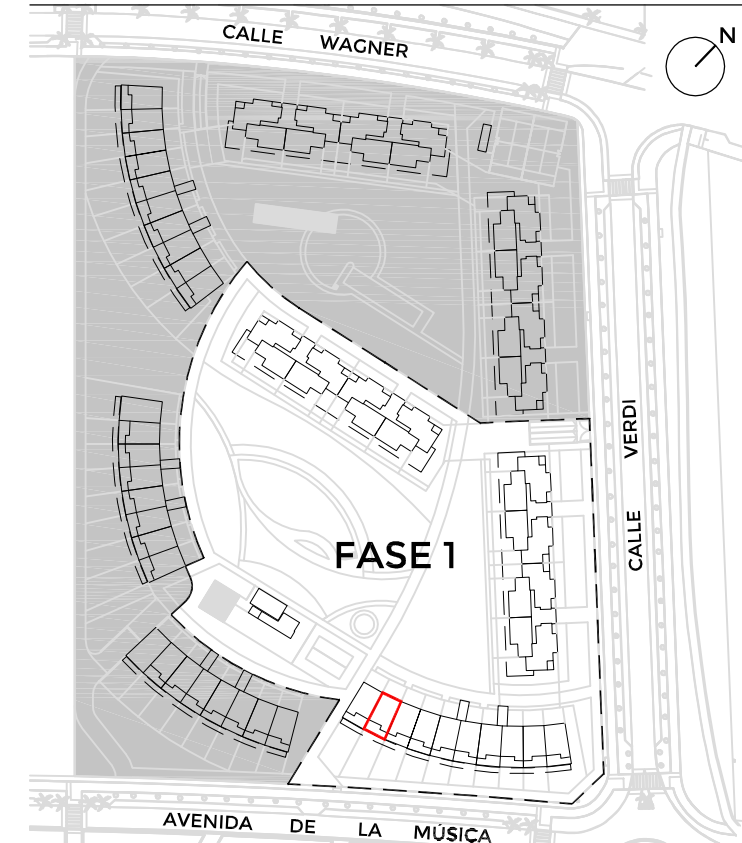 CALLE WAGNER
N
CALLE VERDI
FASE 1
AVENIDA DE LA MÚSICA